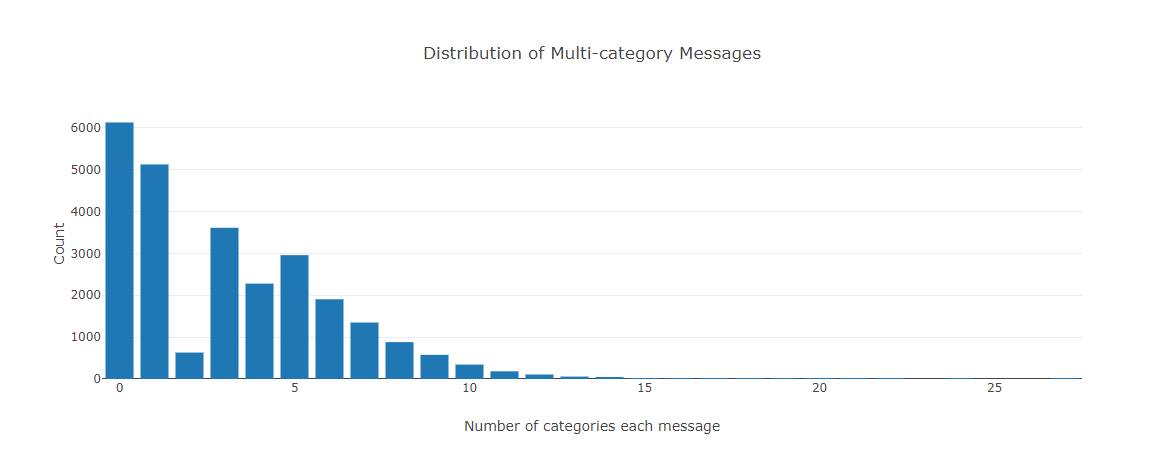 Distribution of Multi-category Messages
6000
5000
4000
3000
2000
1000
0
Count
0 5 10 15 20 25
Number of categories each message